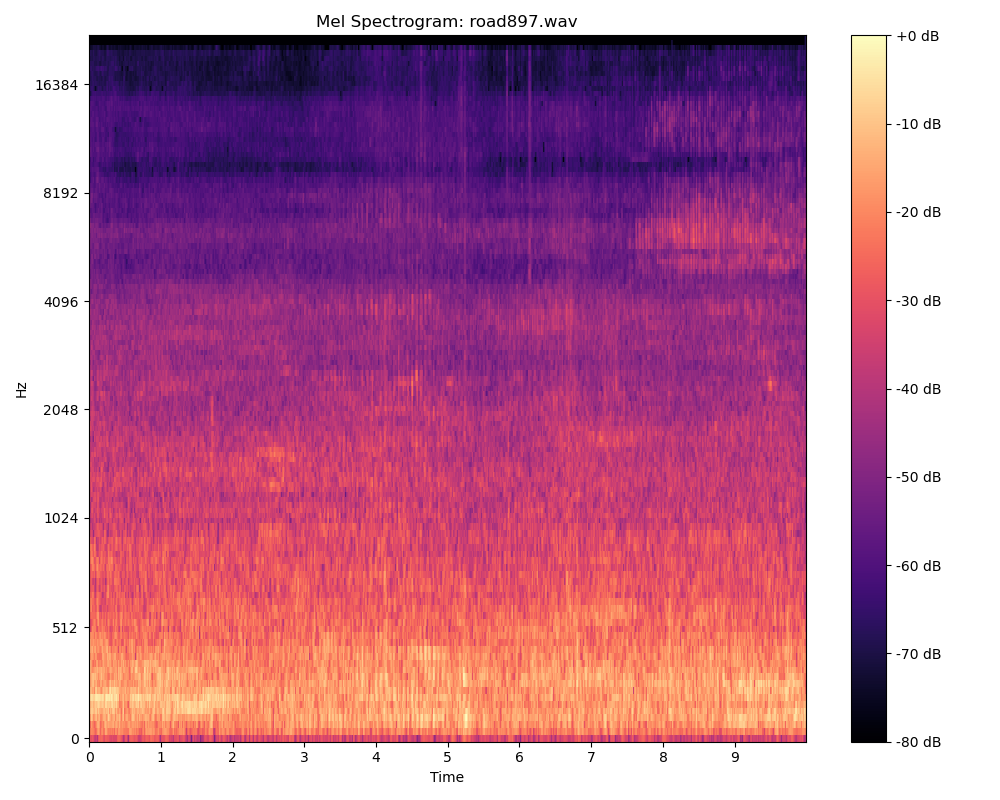 Mel Spectrogram: road897.wav
+0 dB
16384
-10 dB
8192
-20 dB
4096
-30 dB
Hz
-40 dB
2048
-50 dB
1024
-60 dB
512
-70 dB
0
-80 dB
0 1 2 3 4 5 6 7 8 9
Time